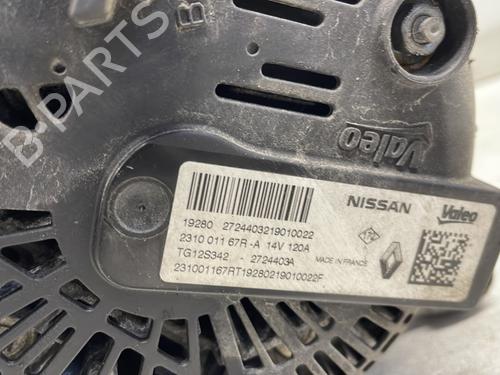 B
B-PARTS
Valeo
19280 2724403219010022
2310 011 67R -A 14V 120A
TG12S342 - 2724403A
231001167RT19280219010022F
NISSAN
Valeo
MADE IN FRANCE